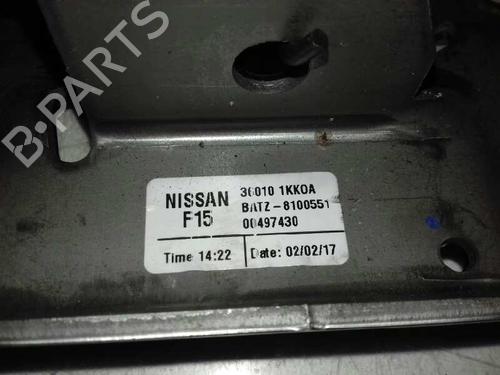 B-PARTS
NISSAN 36010 1KK0A
F15 BATZ-8100551
00497430
Time 14:22 Date: 02/02/17